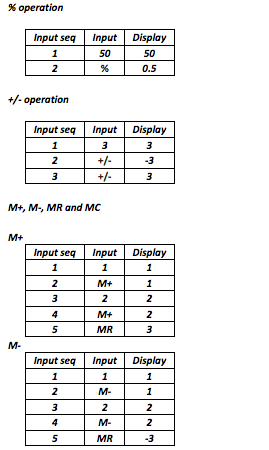 % operation
Input seq Input Display
1 50 50
2 % 0.5
+/- operation
Input seq Input Display
1 3 3
2 +/- -3
3 +/- 3
M+, M-, MR and MC
M+
Input seq Input Display
1 1 1
2 M+ 1
3 2 2
4 M+ 2
5 MR 3
M-
Input seq Input Display
1 1 1
2 M- 1
3 2 2
4 M- 2
5 MR -3